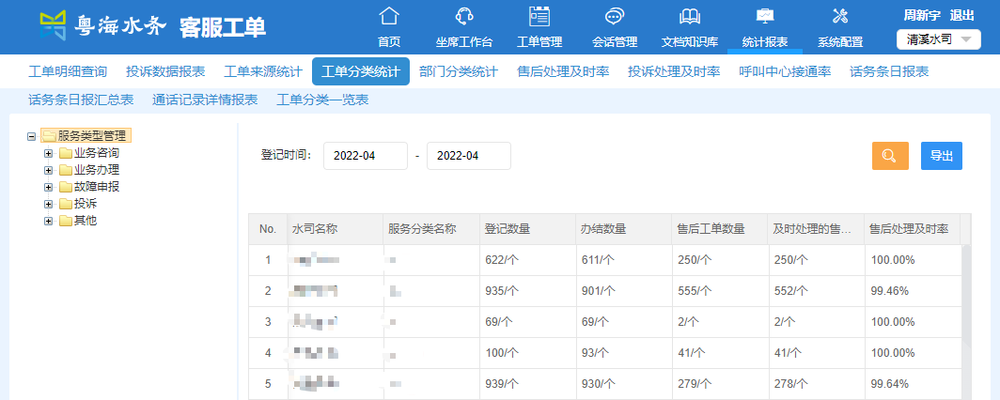 粤海水务 客服工单
首页 坐席工作台 工单管理 会话管理 文档知识库 统计报表 系统配置
周新宇 退出
清溪水司
工单明细查询 投诉数据报表 工单来源统计 工单分类统计 部门分类统计 售后处理及时率 投诉处理及时率 呼叫中心接通率 话务条日报表
话务条日报汇总表 通话记录详情报表 工单分类一览表
服务类型管理
业务咨询
业务办理
故障申报
投诉
其他
登记时间： 2022-04 - 2022-04 导出
No. 水司名称 服务分类名称 登记数量 办结数量 售后工单数量 及时处理的售... 售后处理及时率
1 622/个 611/个 250/个 250/个 100.00%
2 935/个 901/个 555/个 552/个 99.46%
3 69/个 69/个 2/个 2/个 100.00%
4 100/个 93/个 41/个 41/个 100.00%
5 939/个 930/个 279/个 278/个 99.64%